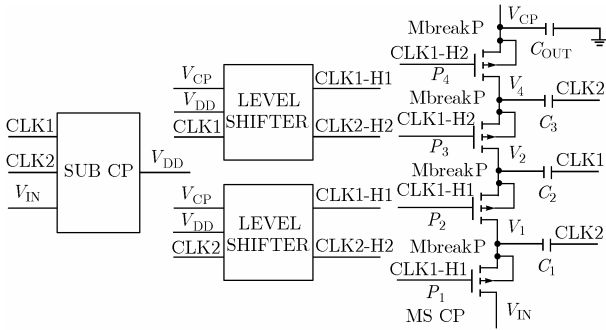 CLK1
CLK2
V_IN
SUB CP
V_DD
V_CP
V_DD
CLK1
LEVEL
SHIFTER
CLK1-H1
CLK2-H2
V_CP
V_DD
CLK2
LEVEL
SHIFTER
CLK1-H1
CLK2-H2
V_CP
MbreakP
C_OUT
CLK1-H2
P_4
V_4
CLK2
MbreakP
C_3
CLK1-H2
P_3
V_2
CLK1
MbreakP
C_2
CLK1-H1
P_2
V_1
CLK2
MbreakP
C_1
CLK1-H1
P_1
MS CP
V_IN